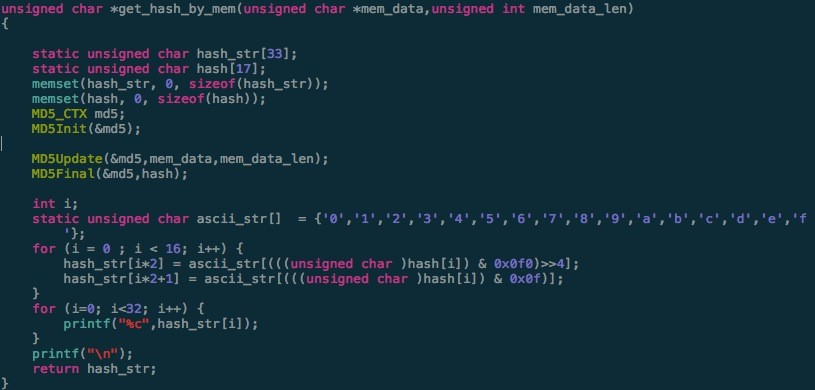 unsigned char *get_hash_by_mem(unsigned char *mem_data,unsigned int mem_data_len)
{
    static unsigned char hash_str[33];
    static unsigned char hash[17];
    memset(hash_str, 0, sizeof(hash_str));
    memset(hash, 0, sizeof(hash));
    MD5_CTX md5;
    MD5Init(&md5);
    MD5Update(&md5,mem_data,mem_data_len);
    MD5Final(&md5,hash);
    int i;
    static unsigned char ascii_str[]  = {'0','1','2','3','4','5','6','7','8','9','a','b','c','d','e','f
        '};
    for (i = 0 ; i < 16; i++) {
        hash_str[i*2] = ascii_str[(((unsigned char )hash[i]) & 0x0f0)>>4];
        hash_str[i*2+1] = ascii_str[(((unsigned char )hash[i]) & 0x0f)];
    }
    for (i=0; i<32; i++) {
        printf("%c",hash_str[i]);
    }
    printf("\n");
    return hash_str;
}